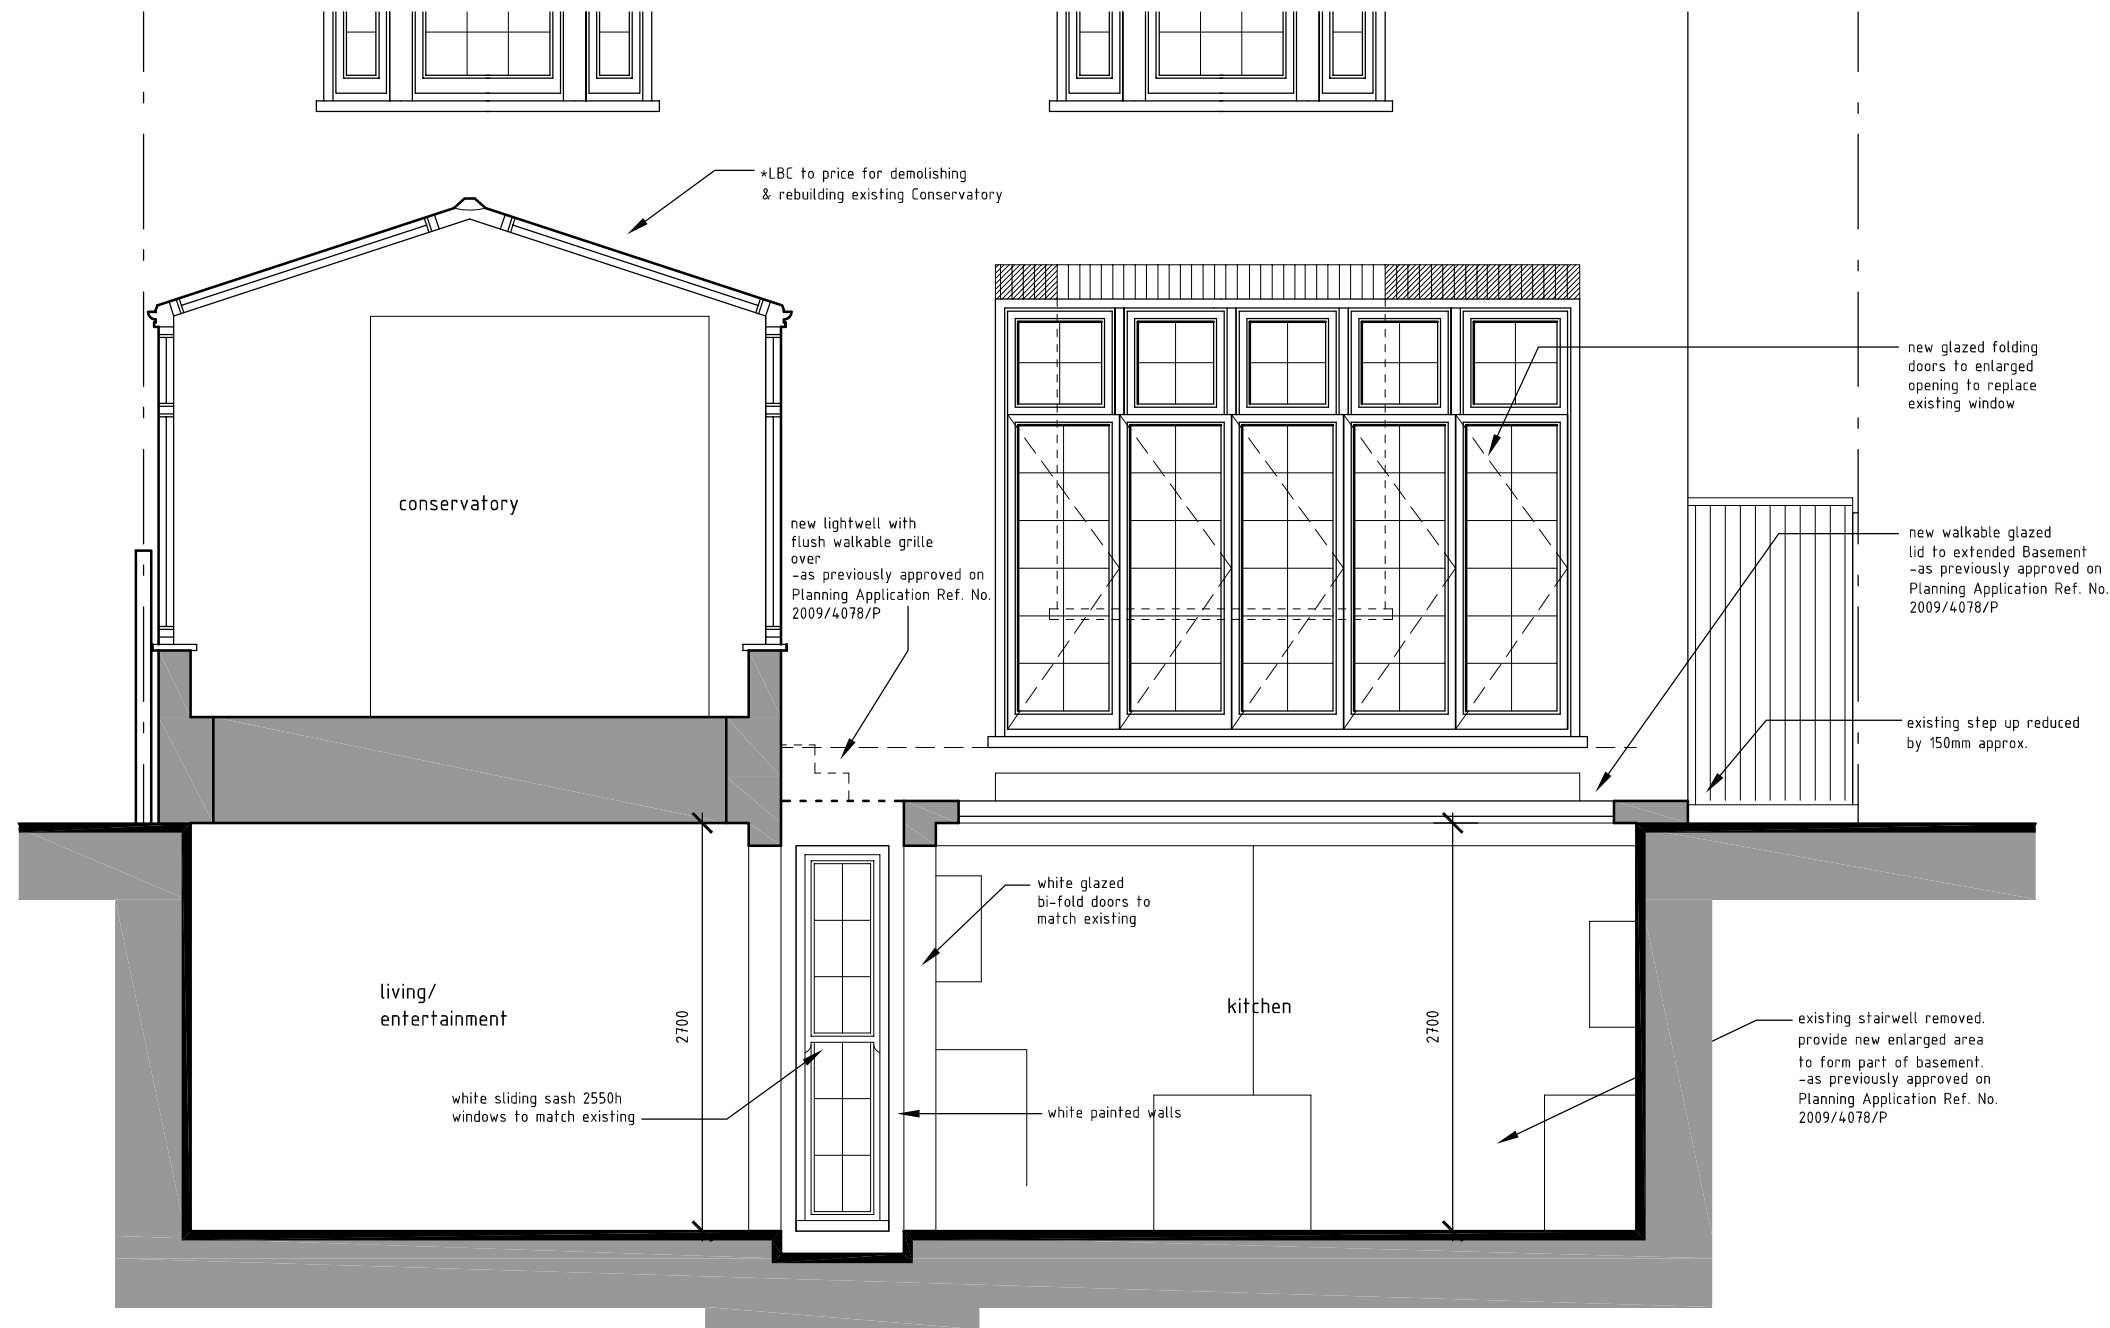 *LBC to price for demolishing
& rebuilding existing Conservatory
new glazed folding
doors to enlarged
opening to replace
existing window
conservatory
new lightwell with
flush walkable grille
over
-as previously approved on
Planning Application Ref. No.
2009/4078/P
new walkable glazed
lid to extended Basement
-as previously approved on
Planning Application Ref. No.
2009/4078/P
existing step up reduced
by 150mm approx.
white glazed
bi-fold doors to
match existing
living/
entertainment
2700
kitchen
2700
existing stairwell removed.
provide new enlarged area
to form part of basement.
-as previously approved on
Planning Application Ref. No.
2009/4078/P
white sliding sash 2550h
windows to match existing
white painted walls